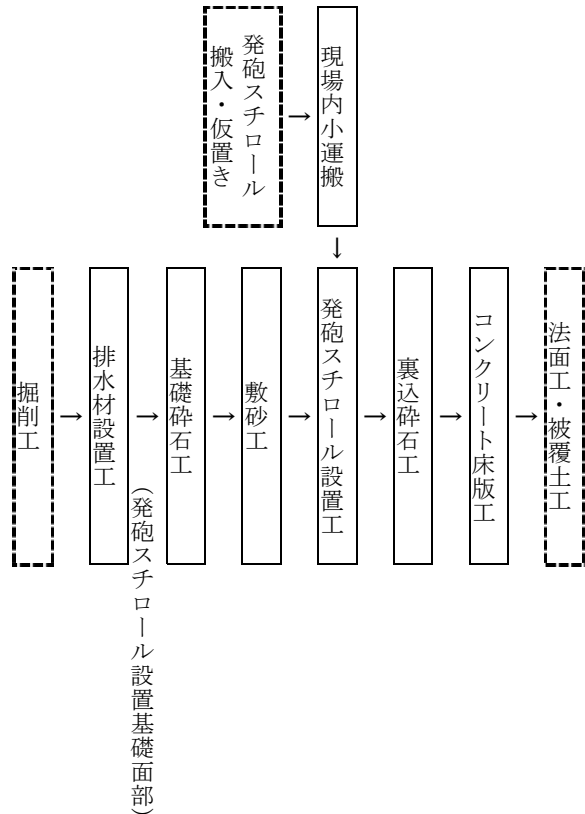 発砲スチロール
搬入・仮置き
→
現場内小運搬
↓
掘削工
→
排水材設置工
(発砲スチロール設置基礎面部)
→
基礎砕石工
→
敷砂工
→
発砲スチロール設置工
→
裏込砕石工
→
コンクリート床版工
→
法面工・被覆土工